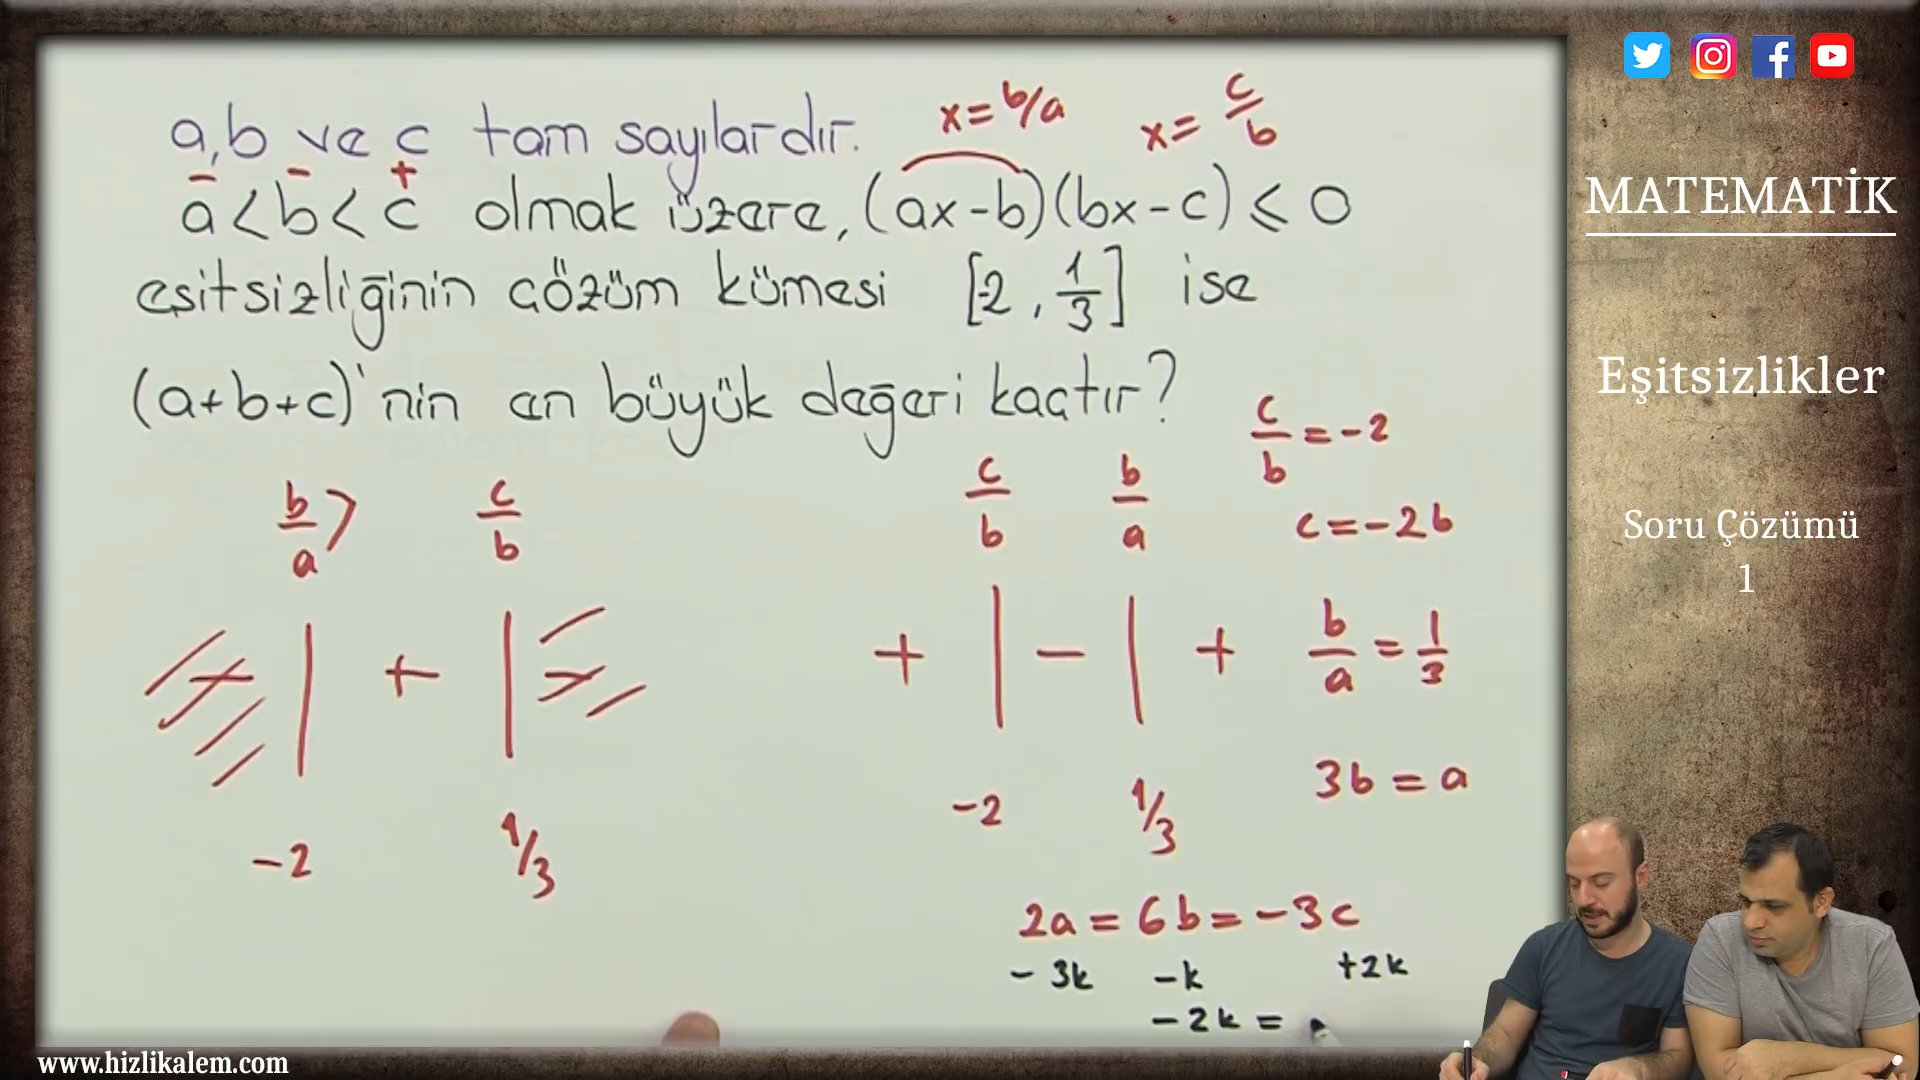 a, b ve c tam sayılardır.
x = b/a
x = c/b
- - +
a < b < c olmak üzere, (ax - b)(bx - c) ⩽ 0
eşitsizliğinin çözüm kümesi [-2, 1/3] ise
(a+b+c)'nin en büyük değeri kaçtır?
b/a >
c/b
+
-2
1/3
c/b
b/a
+ - +
-2
1/3
c/b = -2
c = -2b
b/a = 1/3
3b = a
2a = 6b = -3c
-3k -k +2k
-2k =
MATEMATİK
Eşitsizlikler
Soru Çözümü
1
www.hizlikalem.com